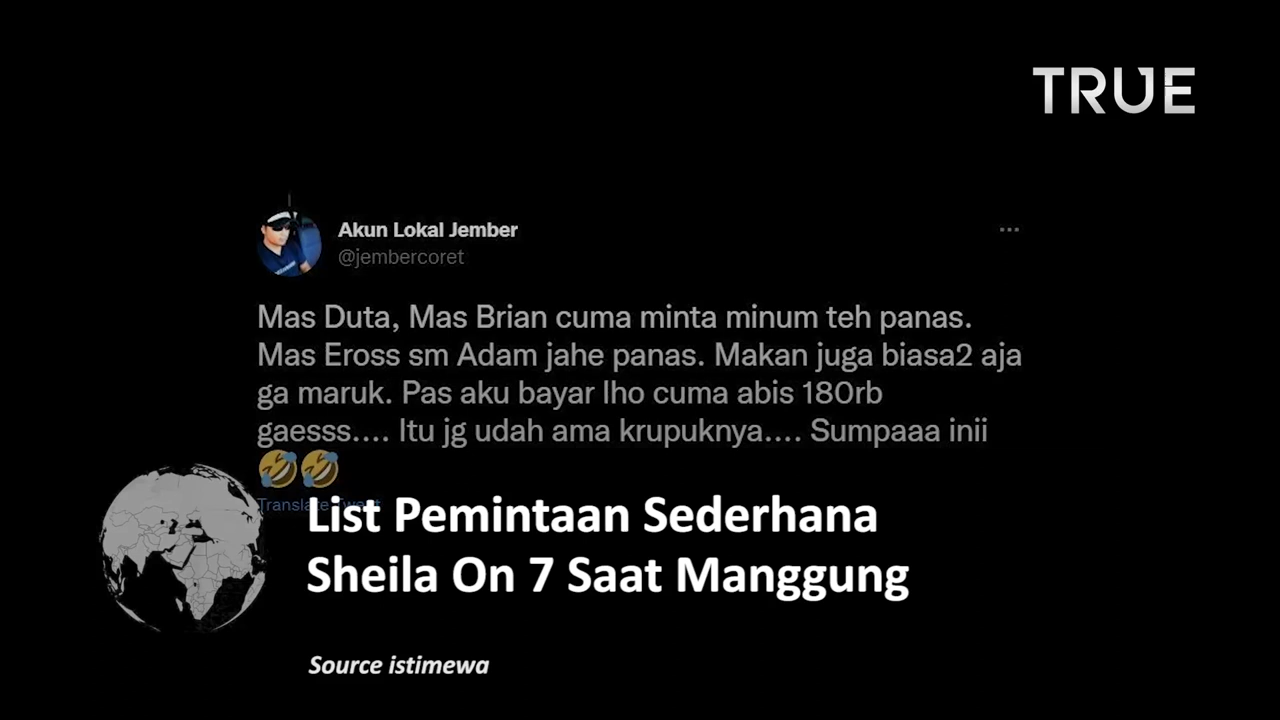 TRUE
Akun Lokal Jember
@jembercoret
Mas Duta, Mas Brian cuma minta minum teh panas.
Mas Eross sm Adam jahe panas. Makan juga biasa2 aja
ga maruk. Pas aku bayar lho cuma abis 180rb
gaesss.... Itu jg udah ama krupuknya.... Sumpaaa inii
🤣🤣
Translate Tweet
List Pemintaan Sederhana
Sheila On 7 Saat Manggung
Source istimewa